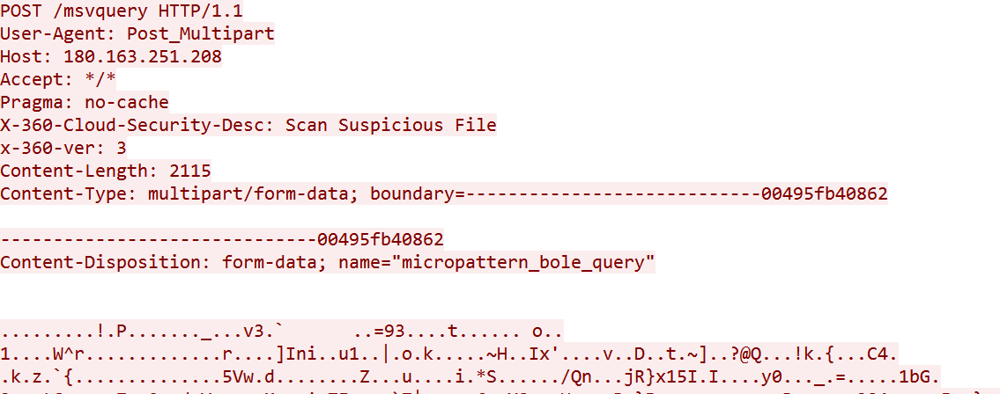 POST /msvquery HTTP/1.1
User-Agent: Post_Multipart
Host: 180.163.251.208
Accept: */*
Pragma: no-cache
X-360-Cloud-Security-Desc: Scan Suspicious File
x-360-ver: 3
Content-Length: 2115
Content-Type: multipart/form-data; boundary=----------------------------00495fb40862
------------------------------00495fb40862
Content-Disposition: form-data; name="micropattern_bole_query"
.........!.P......._...v3.`      ..=93....t...... o..
1....W^r.............r....]Ini..u1..|.o.k.....~H..Ix'....v..D..t.~]..?@Q...!k.{...C4.
.k.z.`{..............5Vw.d........Z...u....i.*S....../Qn...jR}x15I.I....y0..._.=.....1bG.